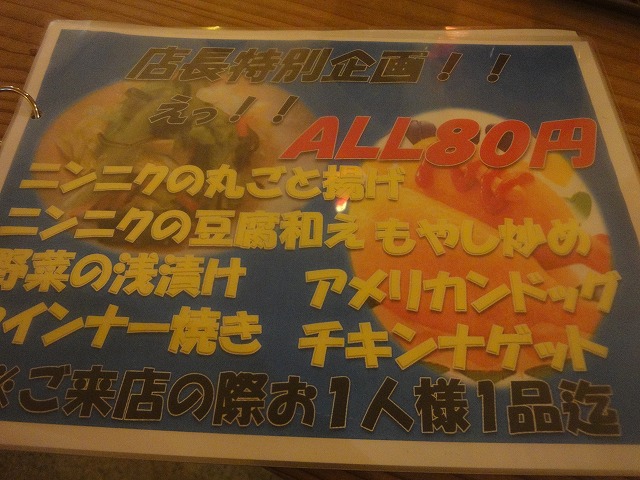 店長特別企画！！
えっ！！
ALL80円
ニンニクの丸ごと揚げ
ニンニクの豆腐和え もやし炒め
野菜の浅漬け アメリカンドッグ
インナー焼き チキンナゲット
※ご来店の際お1人様1品迄